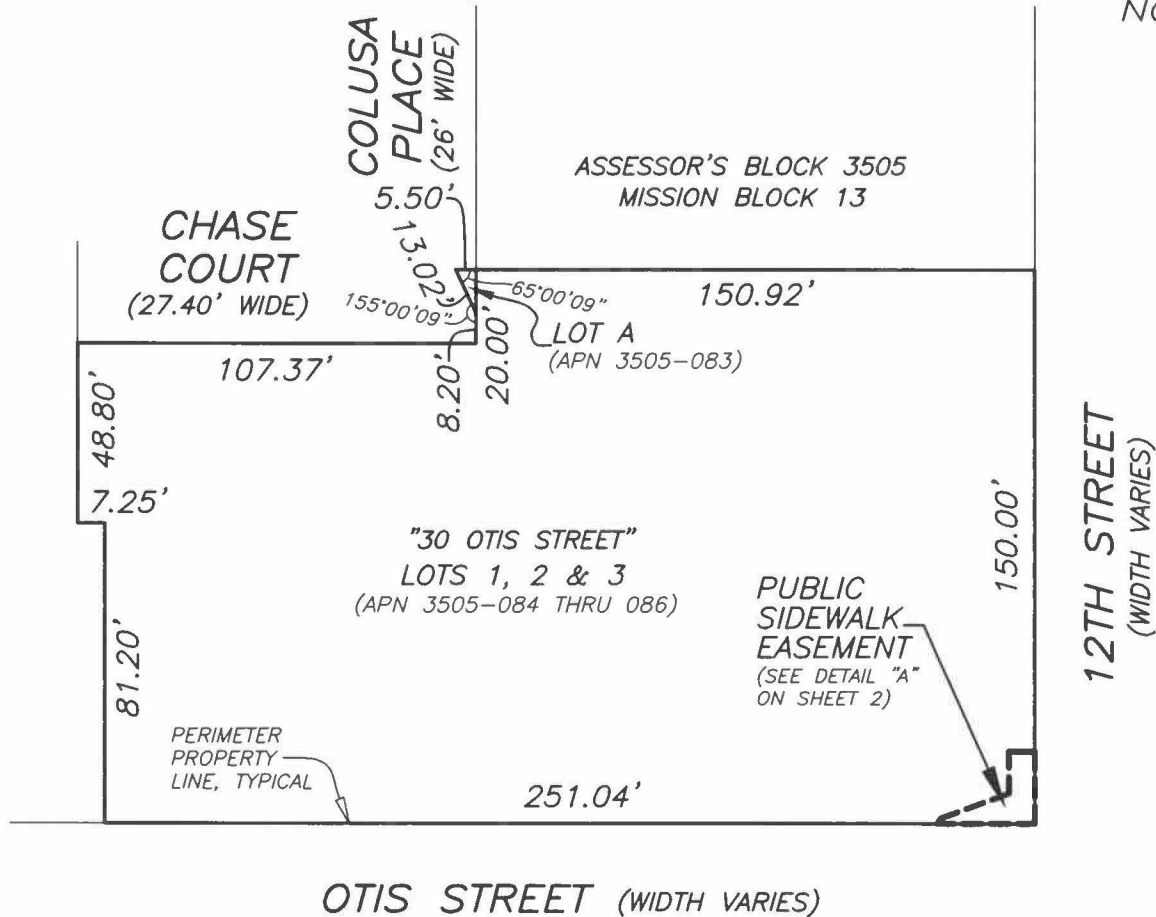 No
COLUSA
PLACE
(26' WIDE)
ASSESSOR'S BLOCK 3505
MISSION BLOCK 13
5.50'
CHASE
COURT
(27.40' WIDE)
13.02'
155°00'09"
65°00'09"
150.92'
LOT A
(APN 3505-083)
107.37'
8.20'
20.00'
48.80'
7.25'
"30 OTIS STREET"
LOTS 1, 2 & 3
(APN 3505-084 THRU 086)
150.00'
12TH STREET
(WIDTH VARIES)
PUBLIC
SIDEWALK
EASEMENT
(SEE DETAIL "A"
ON SHEET 2)
81.20'
PERIMETER
PROPERTY
LINE, TYPICAL
251.04'
OTIS STREET (WIDTH VARIES)